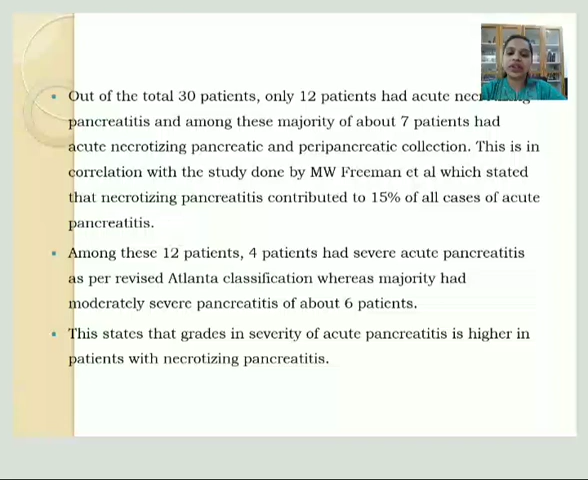 Out of the total 30 patients, only 12 patients had acute necrotizing
pancreatitis and among these majority of about 7 patients had
acute necrotizing pancreatic and peripancreatic collection. This is in
correlation with the study done by MW Freeman et al which stated
that necrotizing pancreatitis contributed to 15% of all cases of acute
pancreatitis.
Among these 12 patients, 4 patients had severe acute pancreatitis
as per revised Atlanta classification whereas majority had
moderately severe pancreatitis of about 6 patients.
This states that grades in severity of acute pancreatitis is higher in
patients with necrotizing pancreatitis.